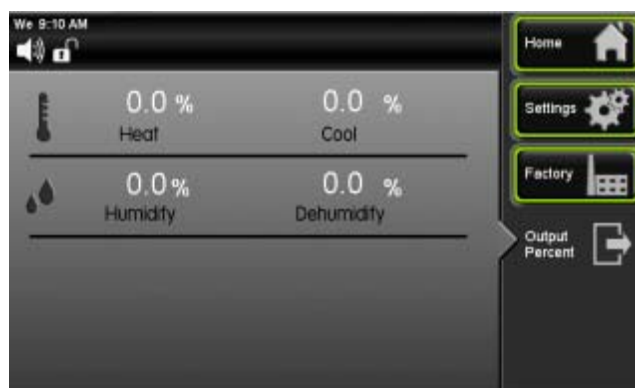 We 9:10 AM
Home
0.0 % 0.0 %
Heat Cool
Settings
0.0 % 0.0 %
Humidity Dehumidify
Factory
Output
Percent